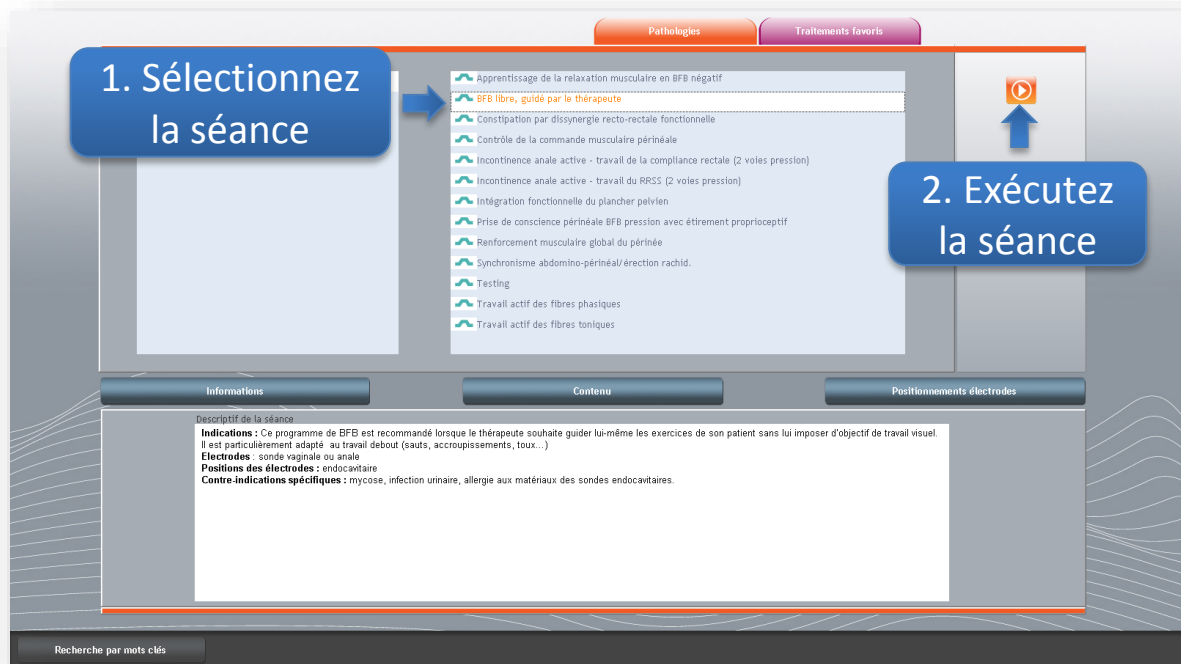 Pathologies
Traitements favoris
1. Sélectionnez
la séance
Apprentissage de la relaxation musculaire en BFB négatif
BFB libre, guidé par le thérapeute
Constipation par dissynergie recto-rectale fonctionnelle
Contrôle de la commande musculaire périnéale
Incontinence anale active - travail de la compliance rectale (2 voies pression)
Incontinence anale active - travail du RRSS (2 voies pression)
Intégration fonctionnelle du plancher pelvien
Prise de conscience périnéale BFB pression avec étirement proprioceptif
Renforcement musculaire global du périnée
Synchronisme abdomino-périnéal/érection rachid.
Testing
Travail actif des fibres phasiques
Travail actif des fibres toniques
2. Exécutez
la séance
Informations
Contenu
Positionnements électrodes
Descriptif de la séance
Indications : Ce programme de BFB est recommandé lorsque le thérapeute souhaite guider lui-même les exercices de son patient sans lui imposer d'objectif de travail visuel.
Il est particulièrement adapté au travail debout (sauts, accroupissements, toux...)
Electrodes : sonde vaginale ou anale
Positions des électrodes : endocavitaire
Contre-indications spécifiques : mycose, infection urinaire, allergie aux matériaux des sondes endocavitaires.
Recherche par mots clés